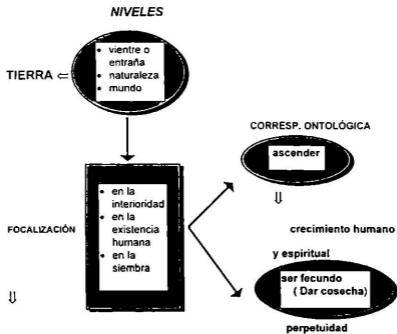 NIVELES
• vientre o
entraña
• naturaleza
• mundo
TIERRA ⇐
CORRESP. ONTOLÓGICA
ascender
⇓
• en la
interioridad
• en la
existencia
humana
• en la
siembra
FOCALIZACIÓN
⇓
crecimiento humano
y espiritual
ser fecundo
( Dar cosecha)
perpetuidad